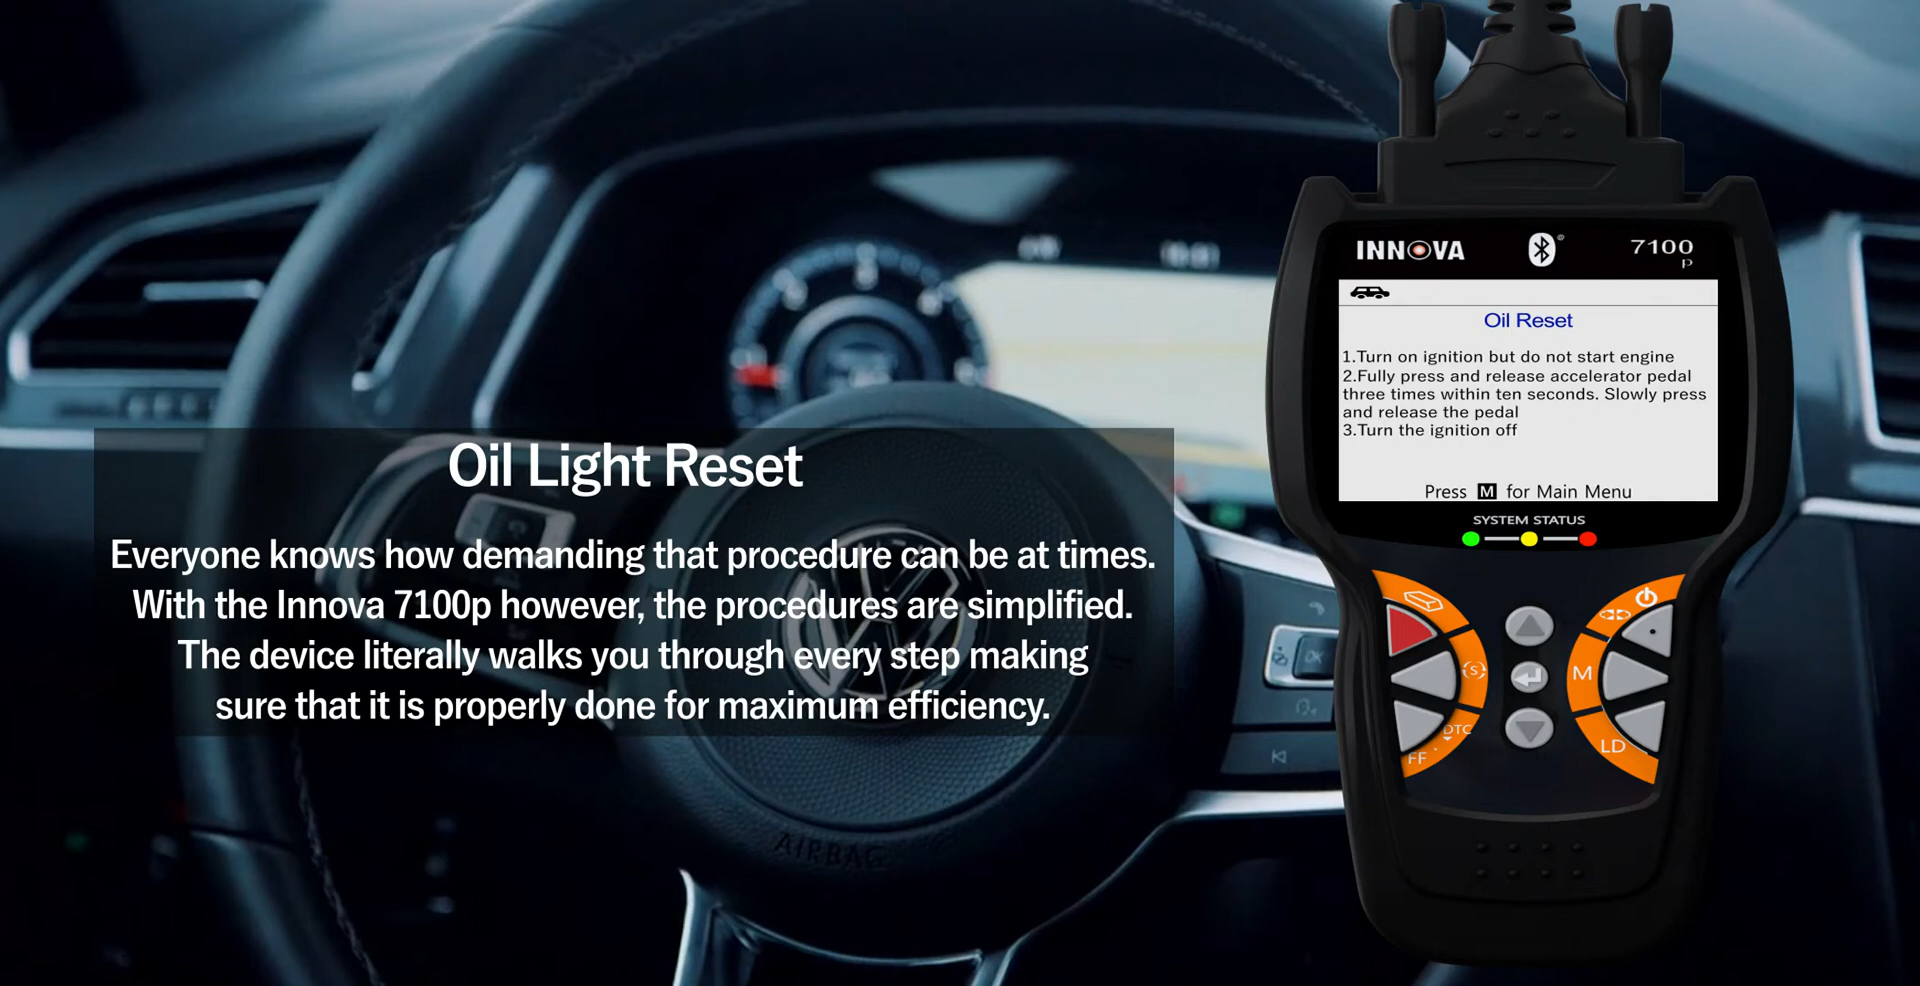 Oil Light Reset
Everyone knows how demanding that procedure can be at times.
With the Innova 7100p however, the procedures are simplified.
The device literally walks you through every step making
sure that it is properly done for maximum efficiency.
INNOVA
7100
P
Oil Reset
1.Turn on ignition but do not start engine
2.Fully press and release accelerator pedal
three times within ten seconds. Slowly press
and release the pedal
3.Turn the ignition off
Press M for Main Menu
SYSTEM STATUS
(S)
M
DTC
FF
LD
OK
AIRBAG